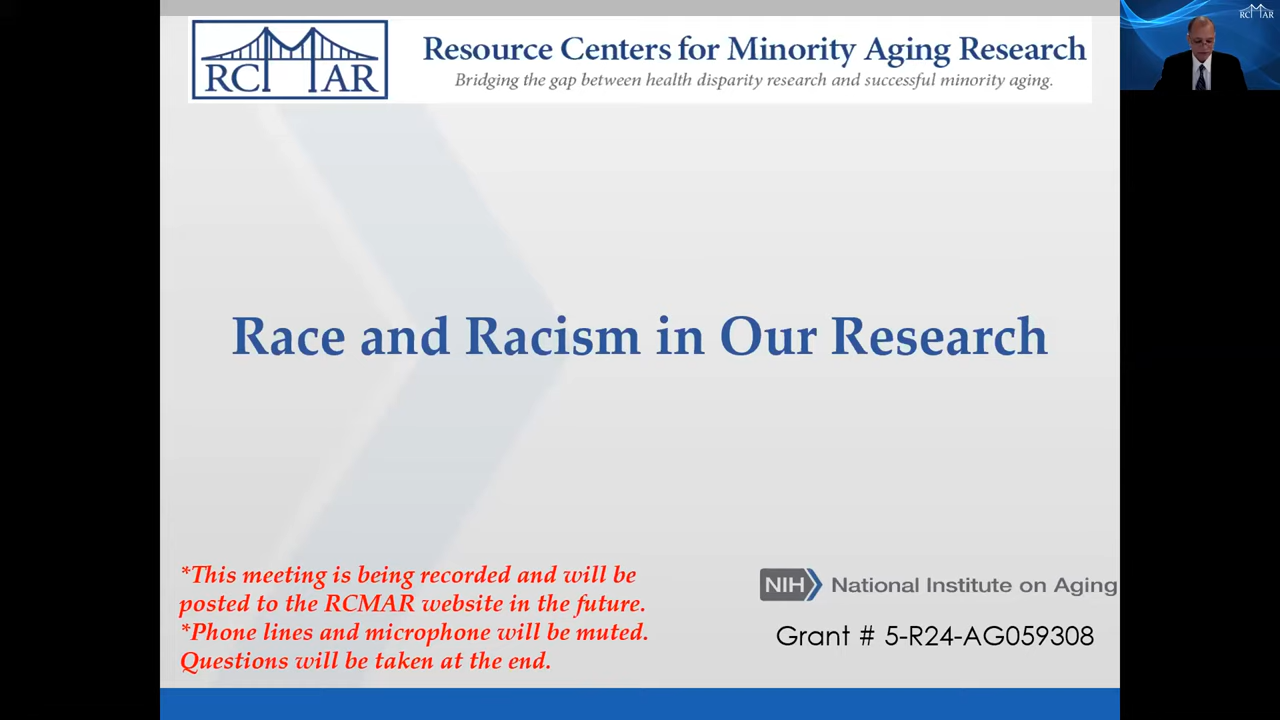 RCMAR
Resource Centers for Minority Aging Research
Bridging the gap between health disparity research and successful minority aging.
RCMAR
Race and Racism in Our Research
*This meeting is being recorded and will be
posted to the RCMAR website in the future.
*Phone lines and microphone will be muted.
Questions will be taken at the end.
NIH National Institute on Aging
Grant # 5-R24-AG059308